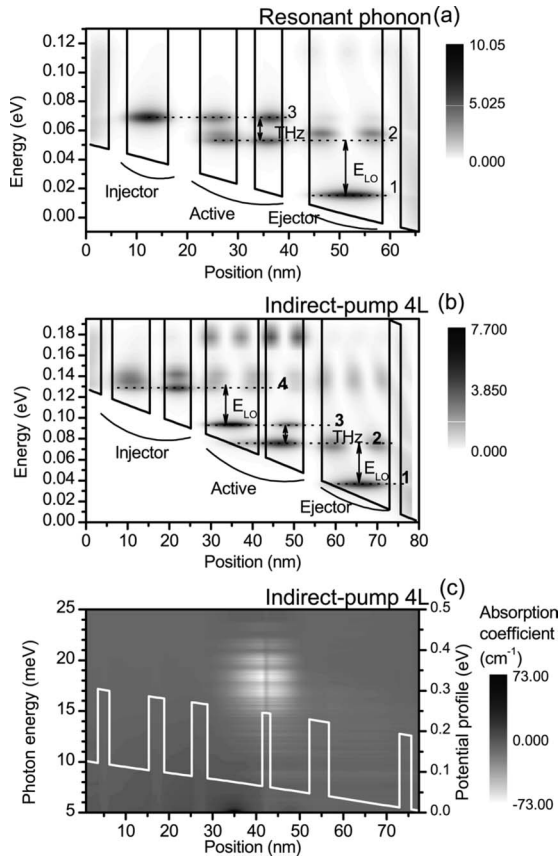 Resonant phonon (a)
0.12
0.10
0.08
0.06
0.04
0.02
0.00
Energy (eV)
3
THz
2
E_LO
1
Injector
Active
Ejector
0 10 20 30 40 50 60
Position (nm)
10.05
5.025
0.000
Indirect-pump 4L (b)
0.18
0.16
0.14
0.12
0.10
0.08
0.06
0.04
0.02
0.00
Energy (eV)
4
E_LO
3
THz
2
E_LO
1
Injector
Active
Ejector
0 10 20 30 40 50 60 70 80
Position (nm)
7.700
3.850
0.000
Indirect-pump 4L (c)
25
20
15
10
5
Photon energy (meV)
10 20 30 40 50 60 70
Position (nm)
0.5
0.4
0.3
0.2
0.1
0.0
Potential profile (eV)
Absorption
coefficient
(cm⁻¹)
73.00
0.000
-73.00